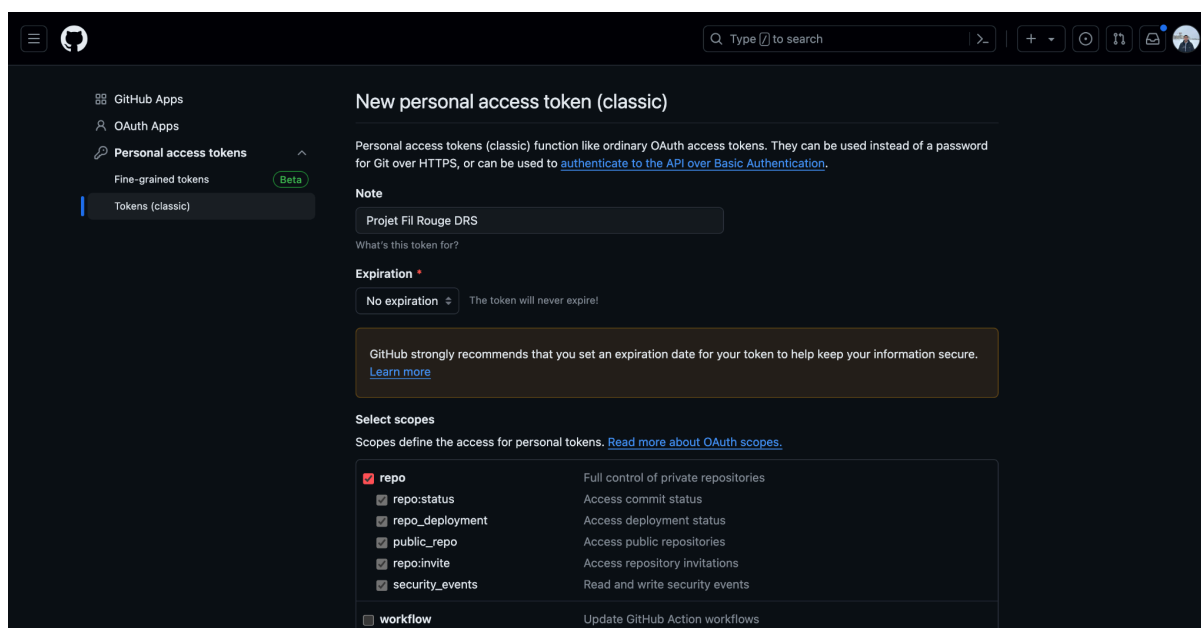 Type / to search
GitHub Apps
OAuth Apps
Personal access tokens
Fine-grained tokens Beta
Tokens (classic)
New personal access token (classic)
Personal access tokens (classic) function like ordinary OAuth access tokens. They can be used instead of a password
for Git over HTTPS, or can be used to authenticate to the API over Basic Authentication.
Note
Projet Fil Rouge DRS
What's this token for?
Expiration *
No expiration The token will never expire!
GitHub strongly recommends that you set an expiration date for your token to help keep your information secure.
Learn more
Select scopes
Scopes define the access for personal tokens. Read more about OAuth scopes.
repo Full control of private repositories
repo:status Access commit status
repo_deployment Access deployment status
public_repo Access public repositories
repo:invite Access repository invitations
security_events Read and write security events
workflow Update GitHub Action workflows